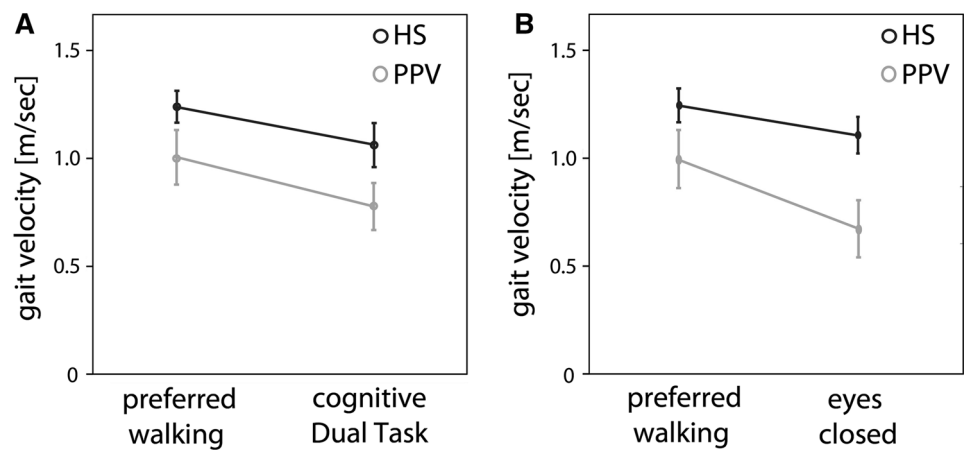 A
HS
PPV
gait velocity [m/sec]
1.5
1.0
0.5
0
preferred
walking
cognitive
Dual Task
B
HS
PPV
gait velocity [m/sec]
1.5
1.0
0.5
0
preferred
walking
eyes
closed